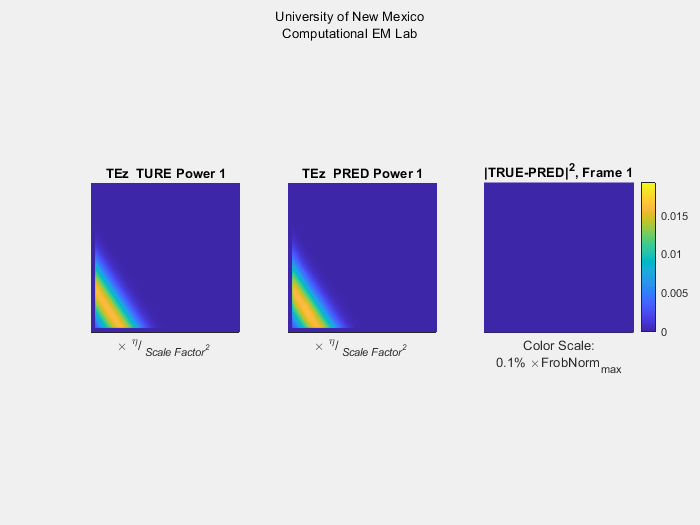 University of New Mexico
Computational EM Lab
TEz TURE Power 1
TEz PRED Power 1
|TRUE-PRED|², Frame 1
0.015
0.01
0.005
0
× η/ Scale Factor²
× η/ Scale Factor²
Color Scale:
0.1% ×FrobNormmax